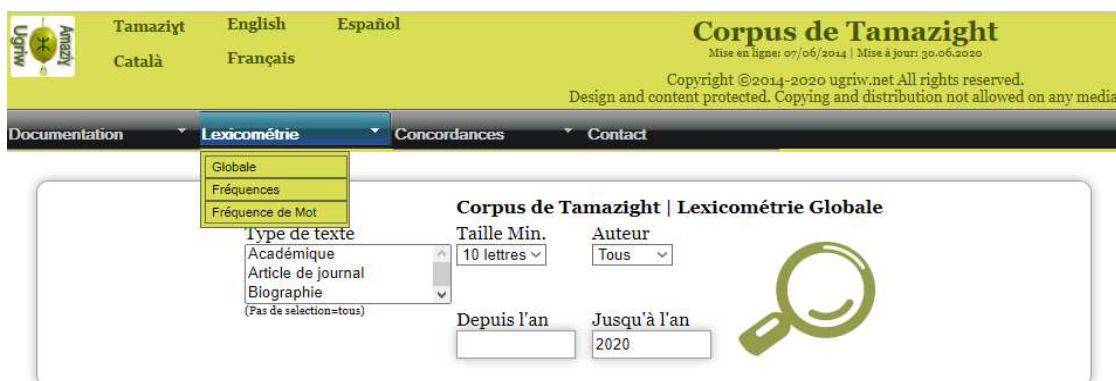 Ugriw
Amaziɣ
Tamaziɣt English Español
Català Français
Corpus de Tamazight
Mise en ligne: 07/06/2014 | Mise à jour: 30.06.2020
Copyright ©2014-2020 ugriw.net All rights reserved.
Design and content protected. Copying and distribution not allowed on any media
Documentation Lexicométrie Concordances Contact
Globale
Fréquences
Fréquence de Mot
Corpus de Tamazight | Lexicométrie Globale
Type de texte Taille Min. Auteur
Académique 10 lettres Tous
Article de journal
Biographie
(Pas de selection=tous)
Depuis l'an Jusqu'à l'an
2020